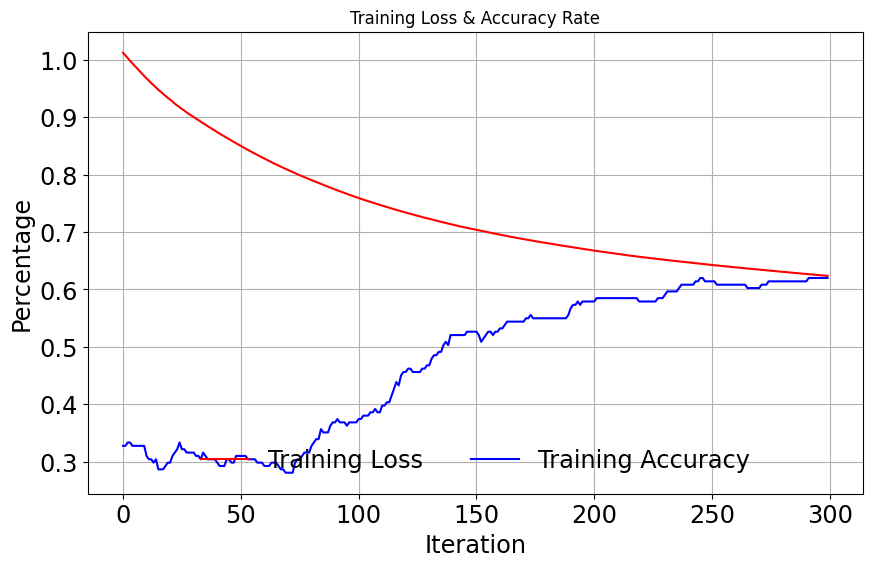 Training Loss & Accuracy Rate
1.0
0.9
0.8
0.7
0.6
0.5
0.4
0.3
Percentage
Training Loss Training Accuracy
0 50 100 150 200 250 300
Iteration